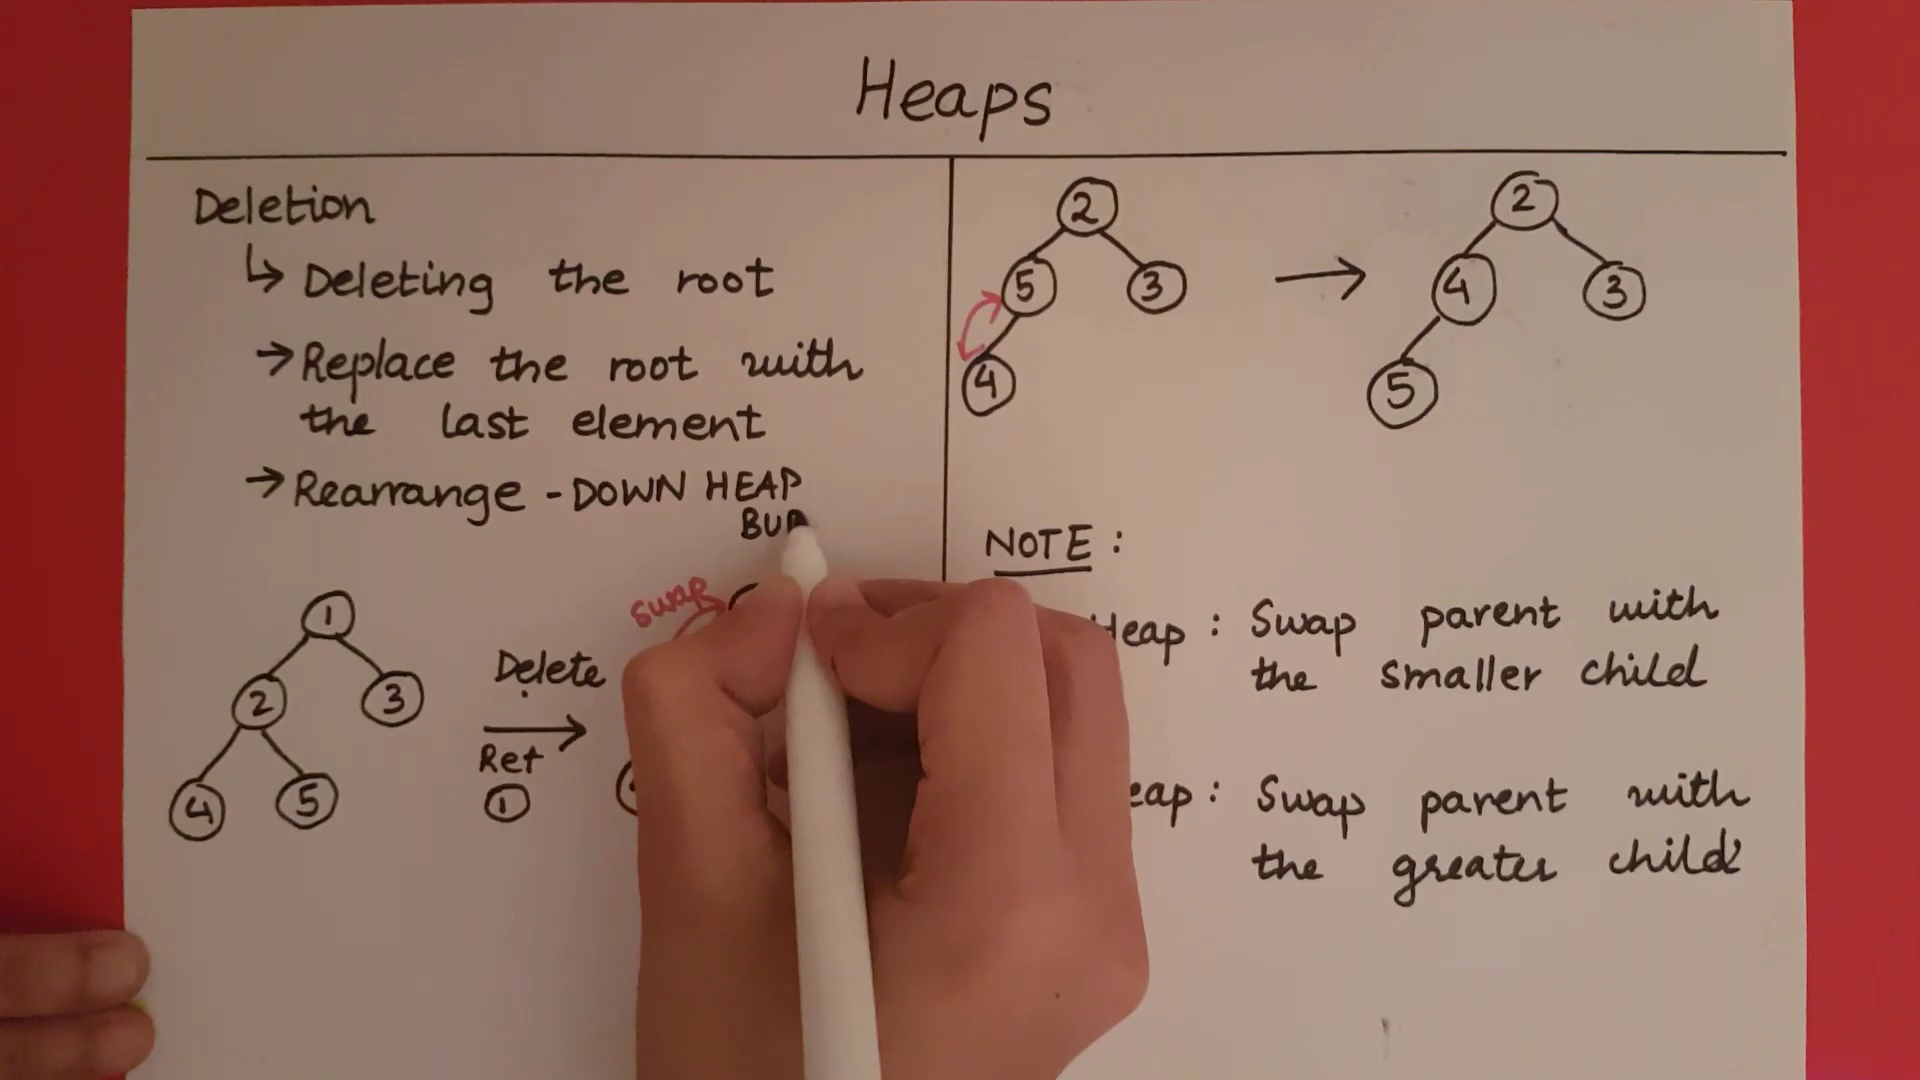 Heaps
Deletion
↳ Deleting the root
→ Replace the root with
the last element
→ Rearrange - DOWN HEAP
1
2 3
4 5
Delete
Ret
1
swap
2
5 3
4
→
2
4 3
5
NOTE :
Heap : Swap parent with
the smaller child
: Swap parent with
the greater child